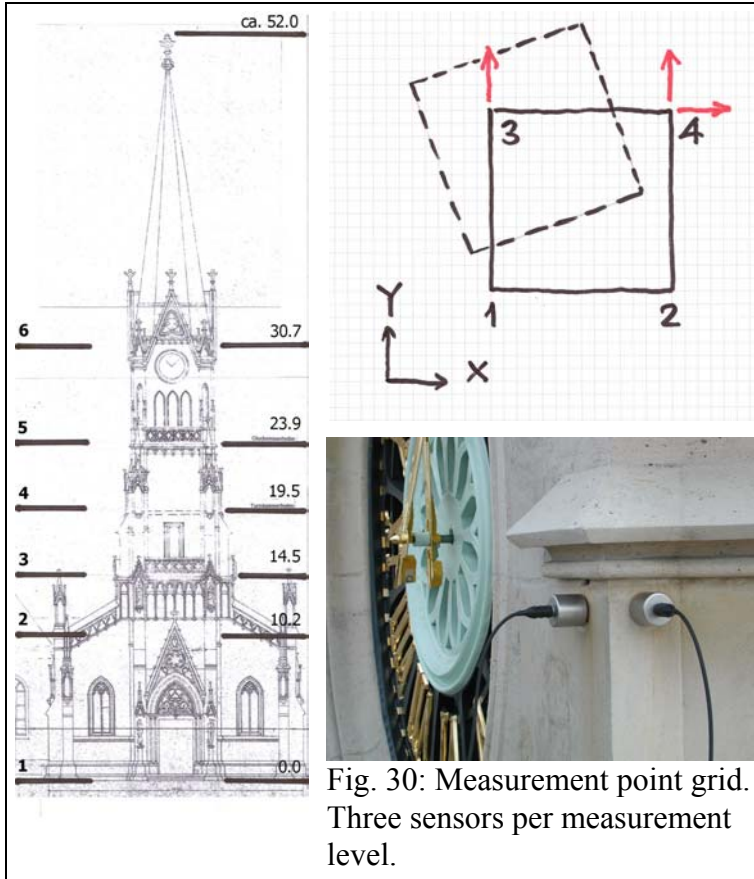 ca. 52.0
6
30.7
5
23.9
4
19.5
3
14.5
2
10.2
1
0.0
3
4
1
2
Y
X
Fig. 30: Measurement point grid.
Three sensors per measurement
level.